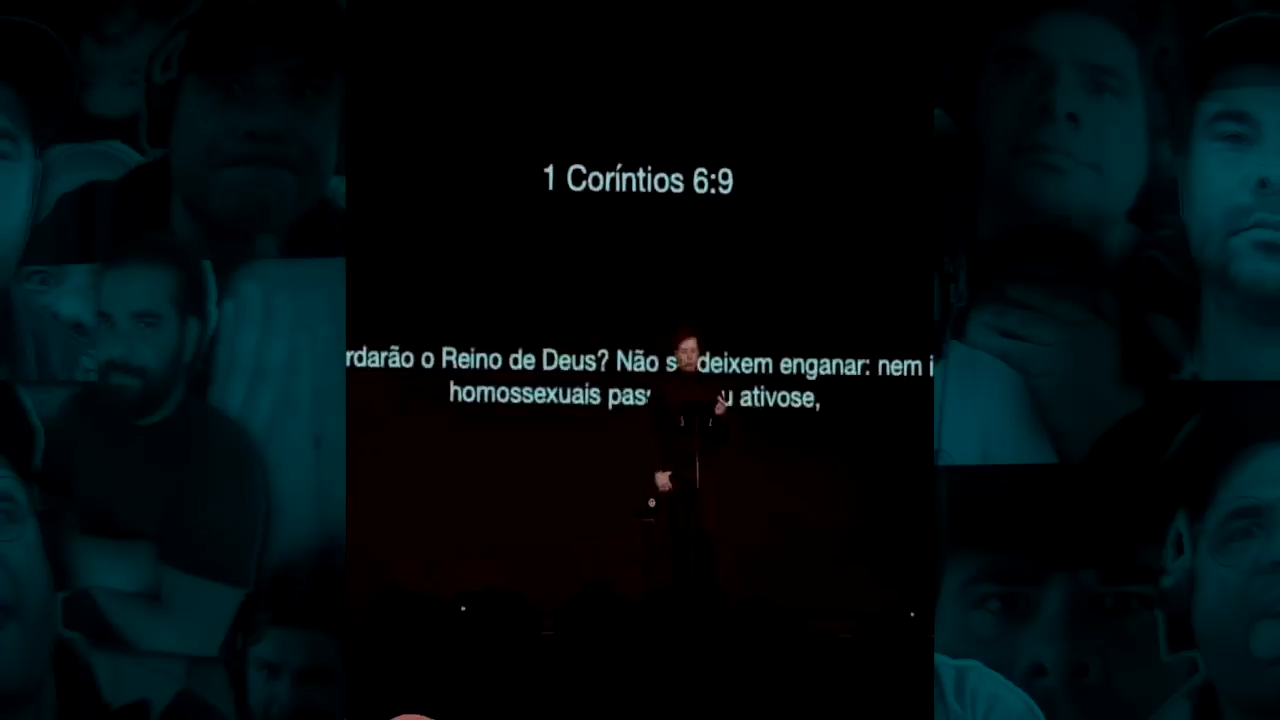 1 Coríntios 6:9
rdarão o Reino de Deus? Não s deixem enganar: nem i
homossexuais pas u ativose,